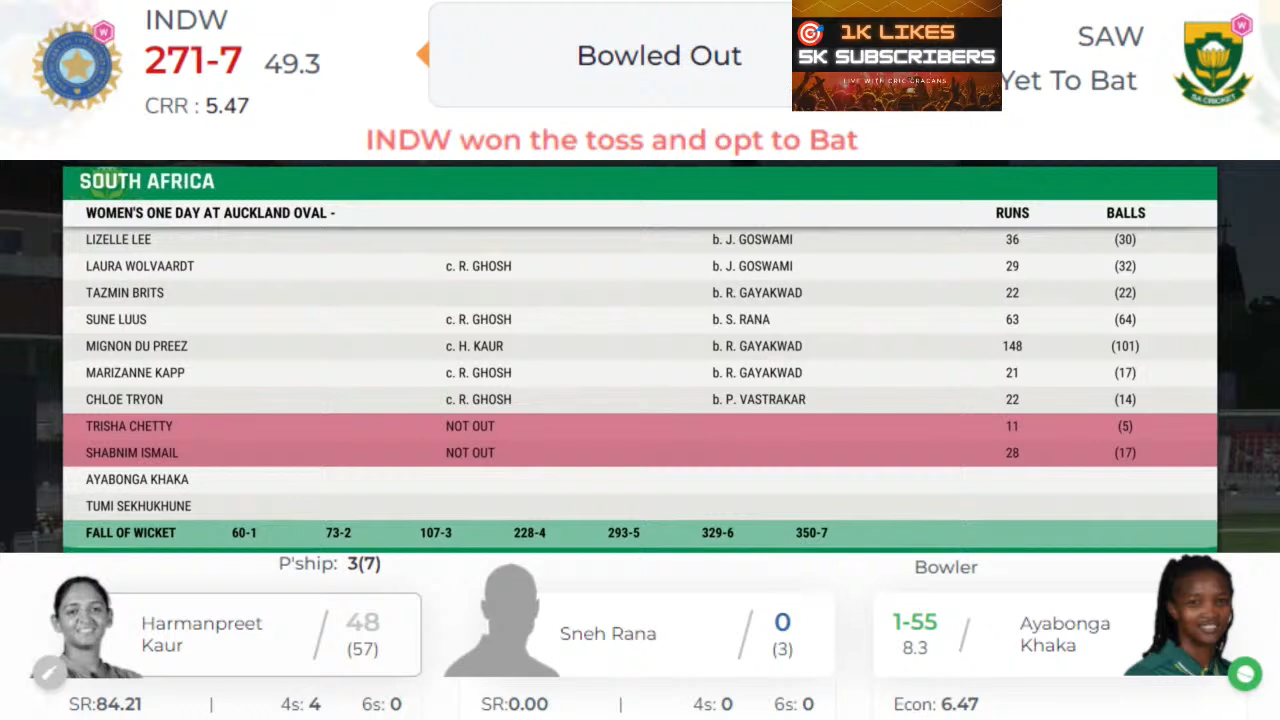 INDW
271-7 49.3
CRR : 5.47
Bowled Out
1K LIKES
5K SUBSCRIBERS
LIVE WITH CRIC CRACANS
SAW
Yet To Bat
SA CRICKET
INDW won the toss and opt to Bat
SOUTH AFRICA
WOMEN'S ONE DAY AT AUCKLAND OVAL - RUNS BALLS
LIZELLE LEE b. J. GOSWAMI 36 (30)
LAURA WOLVAARDT c. R. GHOSH b. J. GOSWAMI 29 (32)
TAZMIN BRITS b. R. GAYAKWAD 22 (22)
SUNE LUUS c. R. GHOSH b. S. RANA 63 (64)
MIGNON DU PREEZ c. H. KAUR b. R. GAYAKWAD 148 (101)
MARIZANNE KAPP c. R. GHOSH b. R. GAYAKWAD 21 (17)
CHLOE TRYON c. R. GHOSH b. P. VASTRAKAR 22 (14)
TRISHA CHETTY NOT OUT 11 (5)
SHABNIM ISMAIL NOT OUT 28 (17)
AYABONGA KHAKA
TUMI SEKHUKHUNE
FALL OF WICKET 60-1 73-2 107-3 228-4 293-5 329-6 350-7
P'ship: 3(7)
Harmanpreet Kaur / 48 (57)
SR:84.21 | 4s: 4 6s: 0
Sneh Rana / 0 (3)
SR:0.00 | 4s: 0 6s: 0
Bowler
1-55 8.3 / Ayabonga Khaka
Econ: 6.47